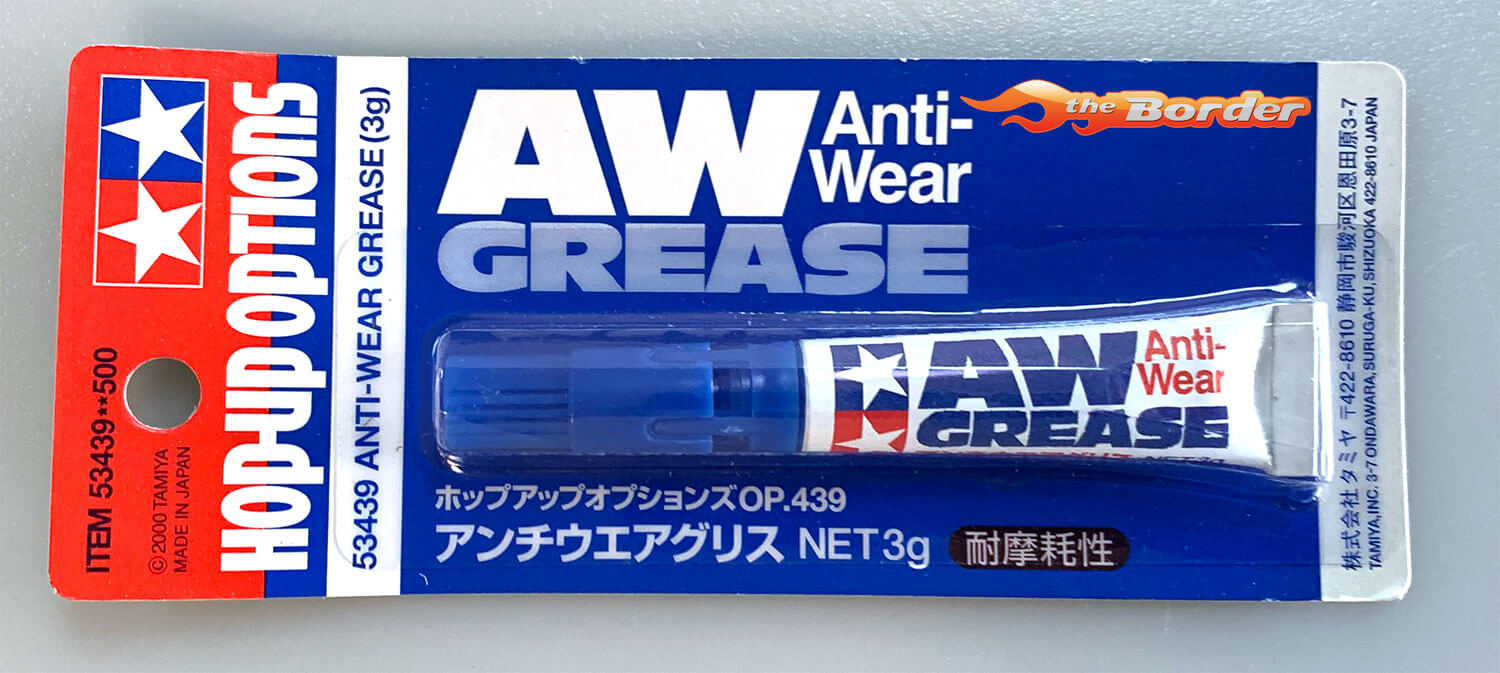 ITEM 53439**500
© 2000 TAMIYA
MADE IN JAPAN
HOP-UP OPTIONS
53439 ANTI-WEAR GREASE (3g)
AW Anti-
Wear
GREASE
the Border
AW Anti-
Wear
GREASE
ホップアップオプションズOP.439
アンチウエアグリス NET 3g 耐摩耗性
株式会社タミヤ 〒422-8610 静岡市駿河区恩田原3-7
TAMIYA, INC. 3-7 ONDAWARA, SURUGA-KU, SHIZUOKA 422-8610 JAPAN